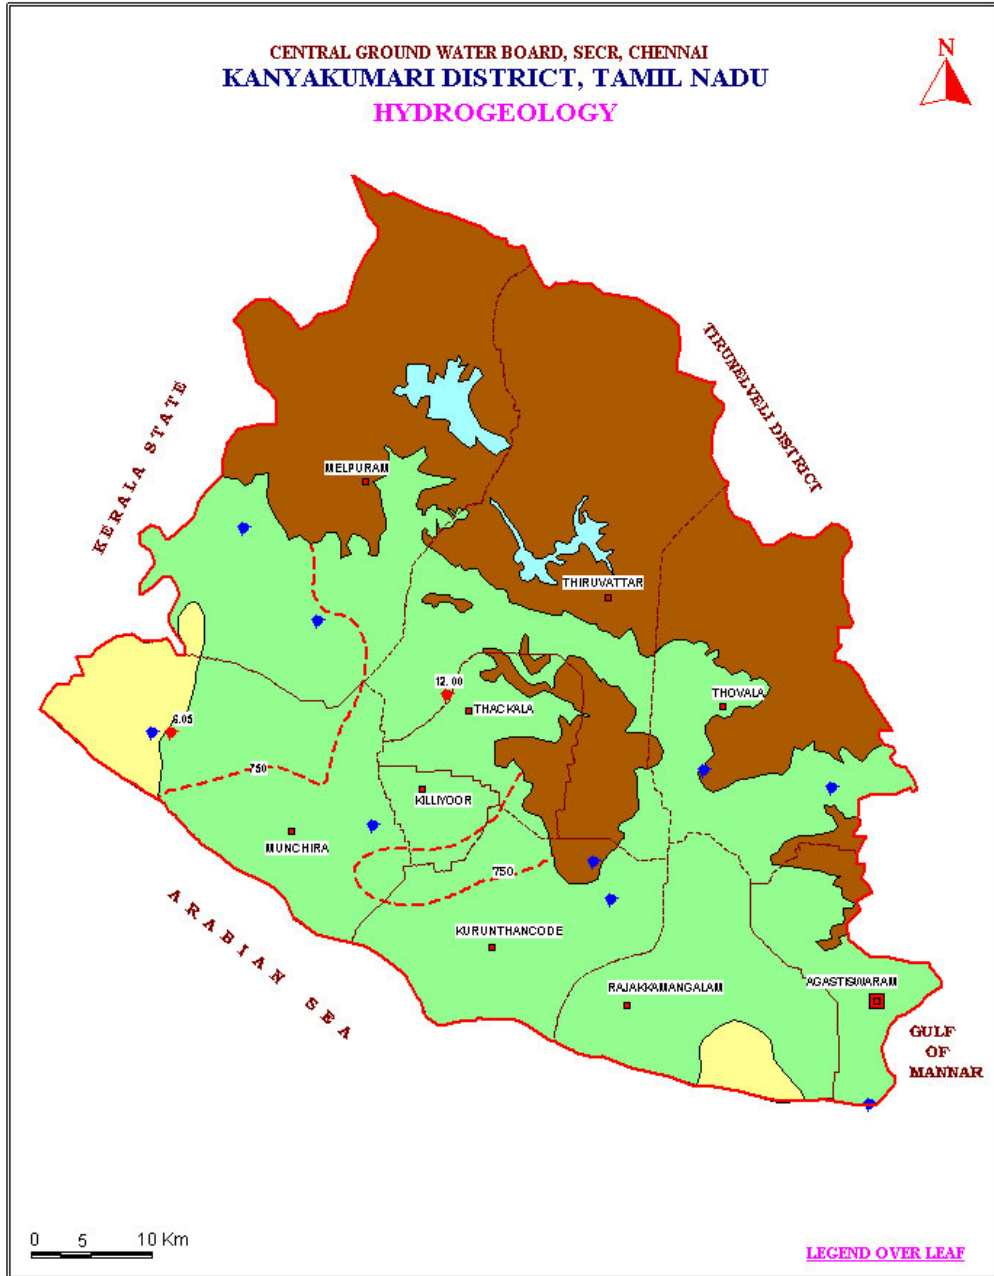 CENTRAL GROUND WATER BOARD, SECR, CHENNAI
KANYAKUMARI DISTRICT, TAMIL NADU
HYDROGEOLOGY
N
TIRUNELVELI DISTRICT
KERALA STATE
MELPURAM
THIRUVATTAR
12.00
THACKALA
THOVALA
6.05
750
KILLIYOOR
MUNCHIRA
750
ARABIAN SEA
KURUNTHANCODE
RAJAKKAMANGALAM
AGASTISWARAM
GULF
OF
MANNAR
0 5 10 Km
LEGEND OVER LEAF